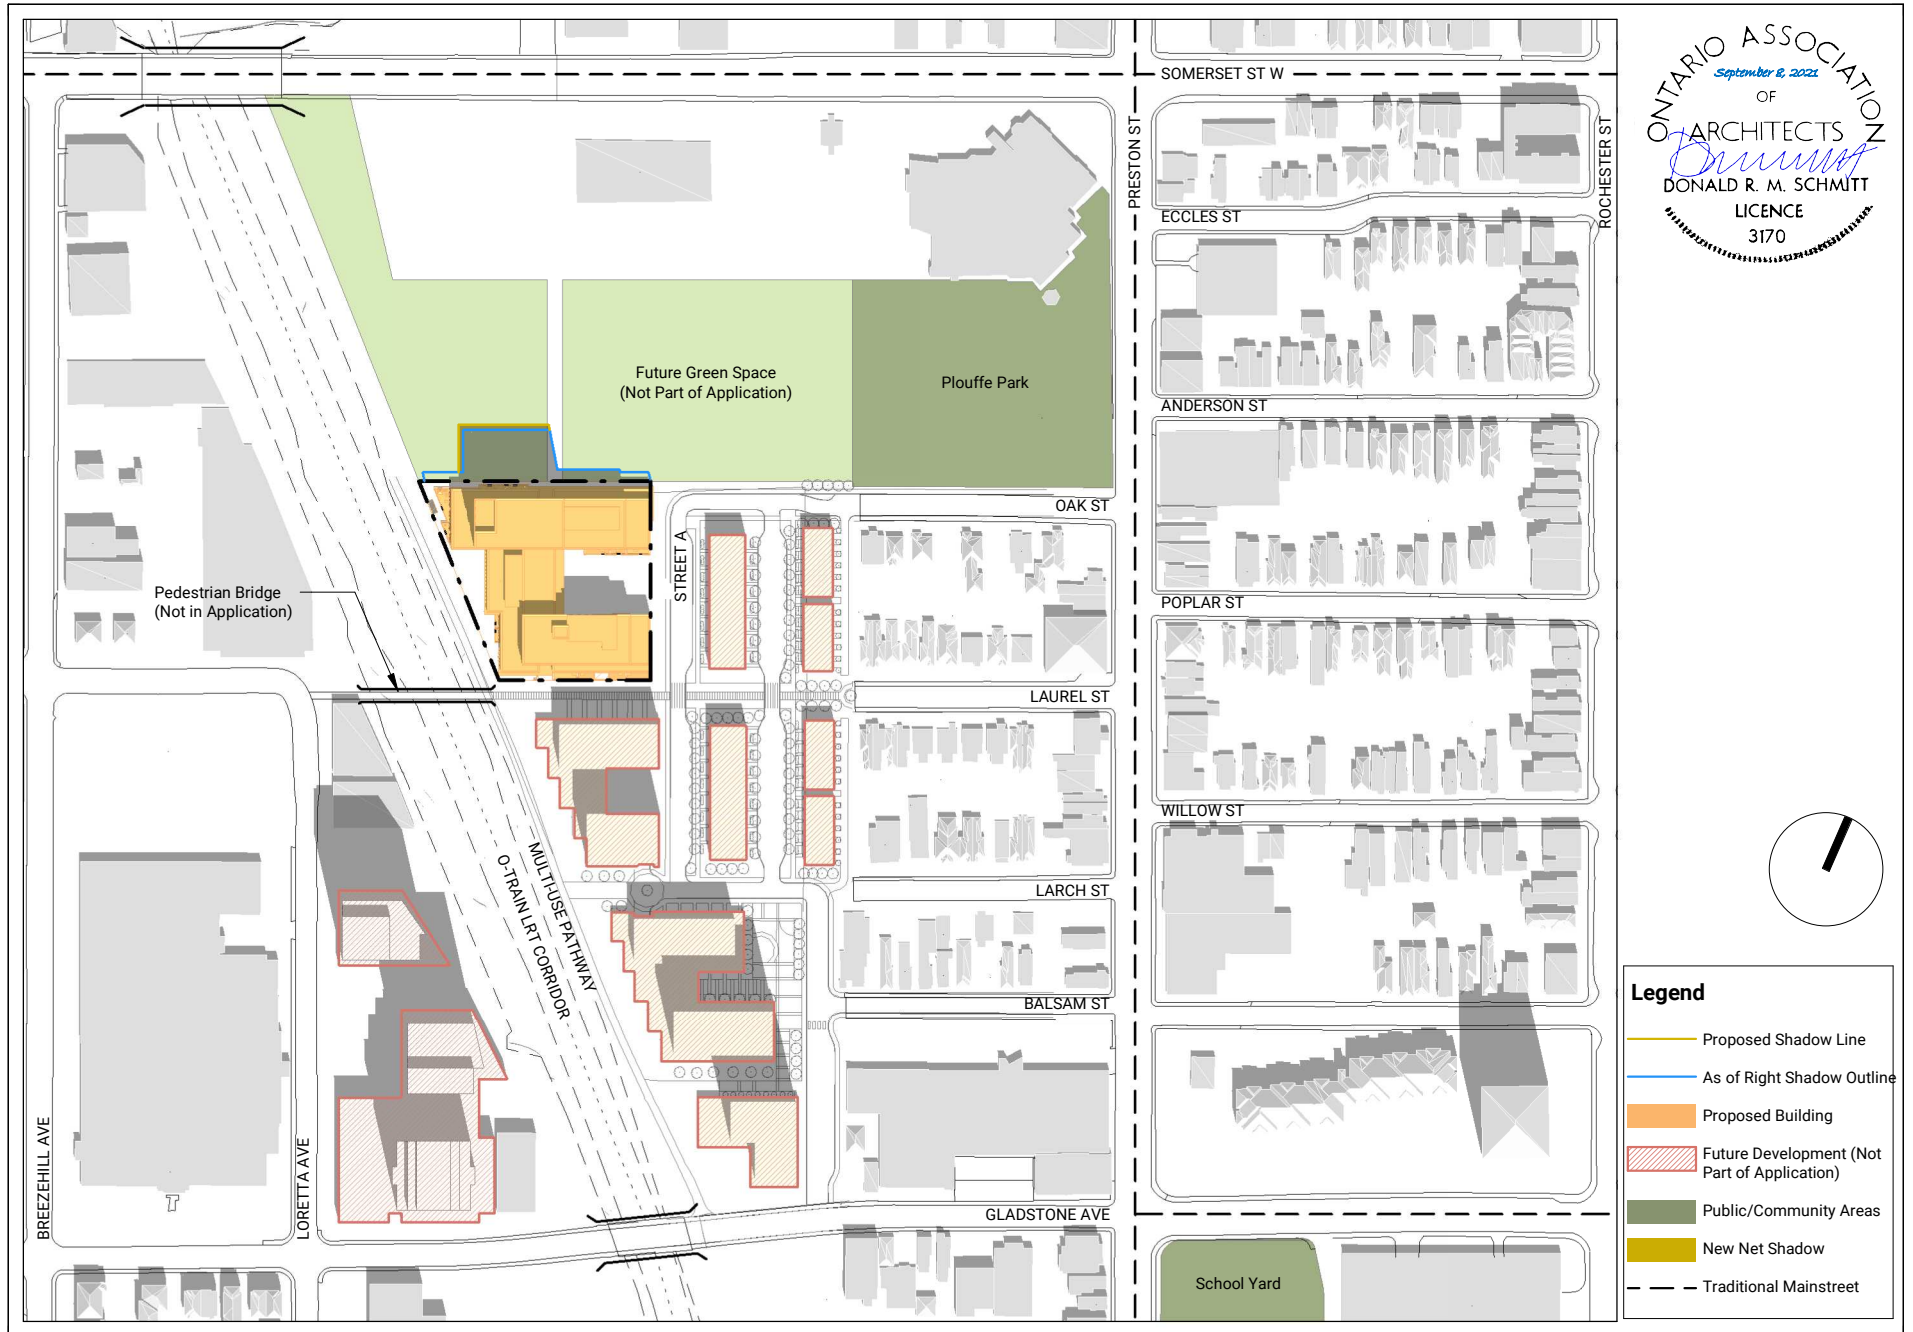 SOMERSET ST W
PRESTON ST
ROCHESTER ST
ECCLES ST
ANDERSON ST
Future Green Space
(Not Part of Application)
Plouffe Park
OAK ST
STREET A
POPLAR ST
Pedestrian Bridge
(Not in Application)
LAUREL ST
WILLOW ST
MULTI-USE PATHWAY
O-TRAIN LRT CORRIDOR
LARCH ST
BALSAM ST
BREEZEHILL AVE
LORETTA AVE
GLADSTONE AVE
School Yard
ONTARIO ASSOCIATION
September 8, 2021
OF
ARCHITECTS
DONALD R. M. SCHMITT
LICENCE
3170
Legend
Proposed Shadow Line
As of Right Shadow Outline
Proposed Building
Future Development (Not
Part of Application)
Public/Community Areas
New Net Shadow
Traditional Mainstreet